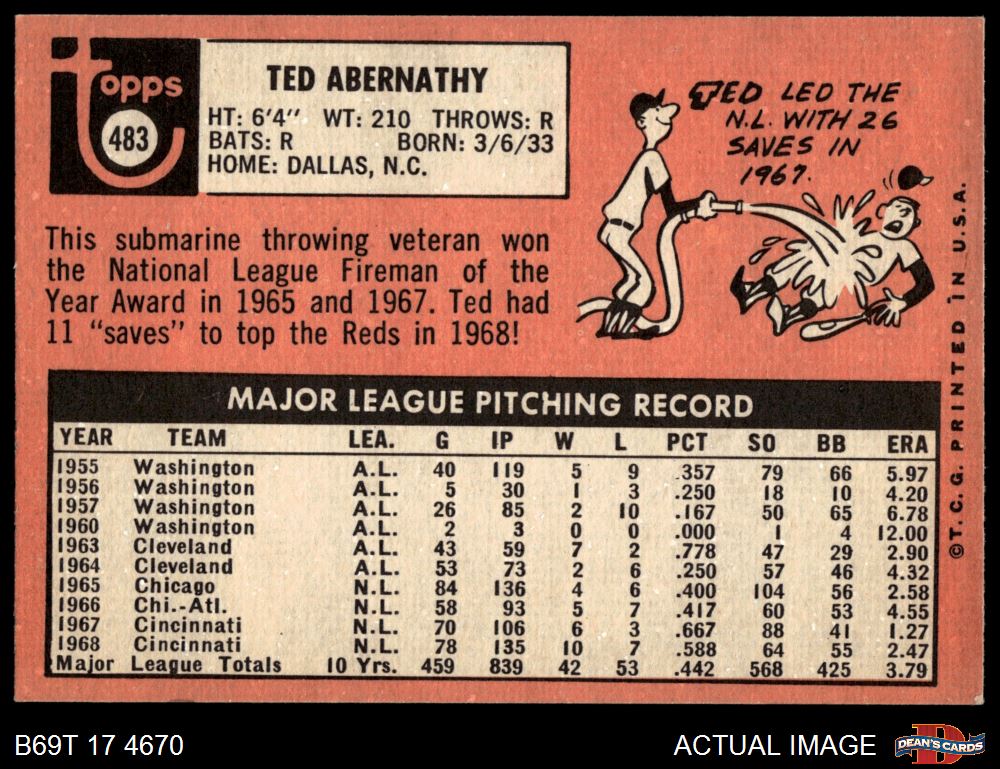 topps
483
TED ABERNATHY
HT: 6'4" WT: 210 THROWS: R
BATS: R BORN: 3/6/33
HOME: DALLAS, N.C.
TED LED THE
N.L. WITH 26
SAVES IN
1967.
This submarine throwing veteran won
the National League Fireman of the
Year Award in 1965 and 1967. Ted had
11 "saves" to top the Reds in 1968!
MAJOR LEAGUE PITCHING RECORD
YEAR TEAM LEA. G IP W L PCT SO BB ERA
1955 Washington A.L. 40 119 5 9 .357 79 66 5.97
1956 Washington A.L. 5 30 1 3 .250 18 10 4.20
1957 Washington A.L. 26 85 2 10 .167 50 65 6.78
1960 Washington A.L. 2 3 0 0 .000 1 4 12.00
1963 Cleveland A.L. 43 59 7 2 .778 47 29 2.90
1964 Cleveland A.L. 53 73 2 6 .250 57 46 4.32
1965 Chicago N.L. 84 136 4 6 .400 104 56 2.58
1966 Chi.-Atl. N.L. 58 93 5 7 .417 60 53 4.55
1967 Cincinnati N.L. 70 106 6 3 .667 88 41 1.27
1968 Cincinnati N.L. 78 135 10 7 .588 64 55 2.47
Major League Totals 10 Yrs. 459 839 42 53 .442 568 425 3.79
©T.C.G. PRINTED IN U.S.A.
B69T 17 4670
ACTUAL IMAGE
D
DEAN'S CARDS